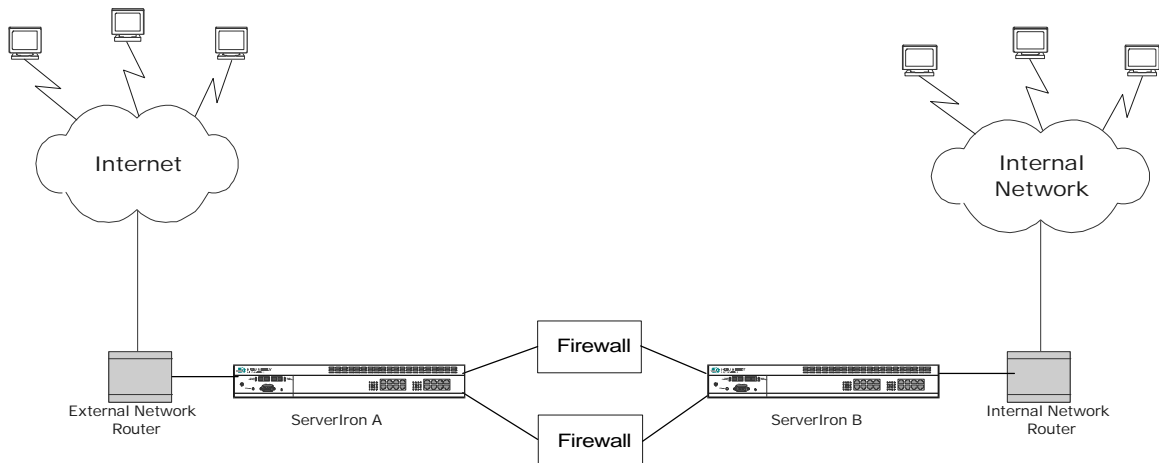 Internet
Internal
Network
Firewall
External Network
Router
ServerIron A
ServerIron B
Internal Network
Router
Firewall